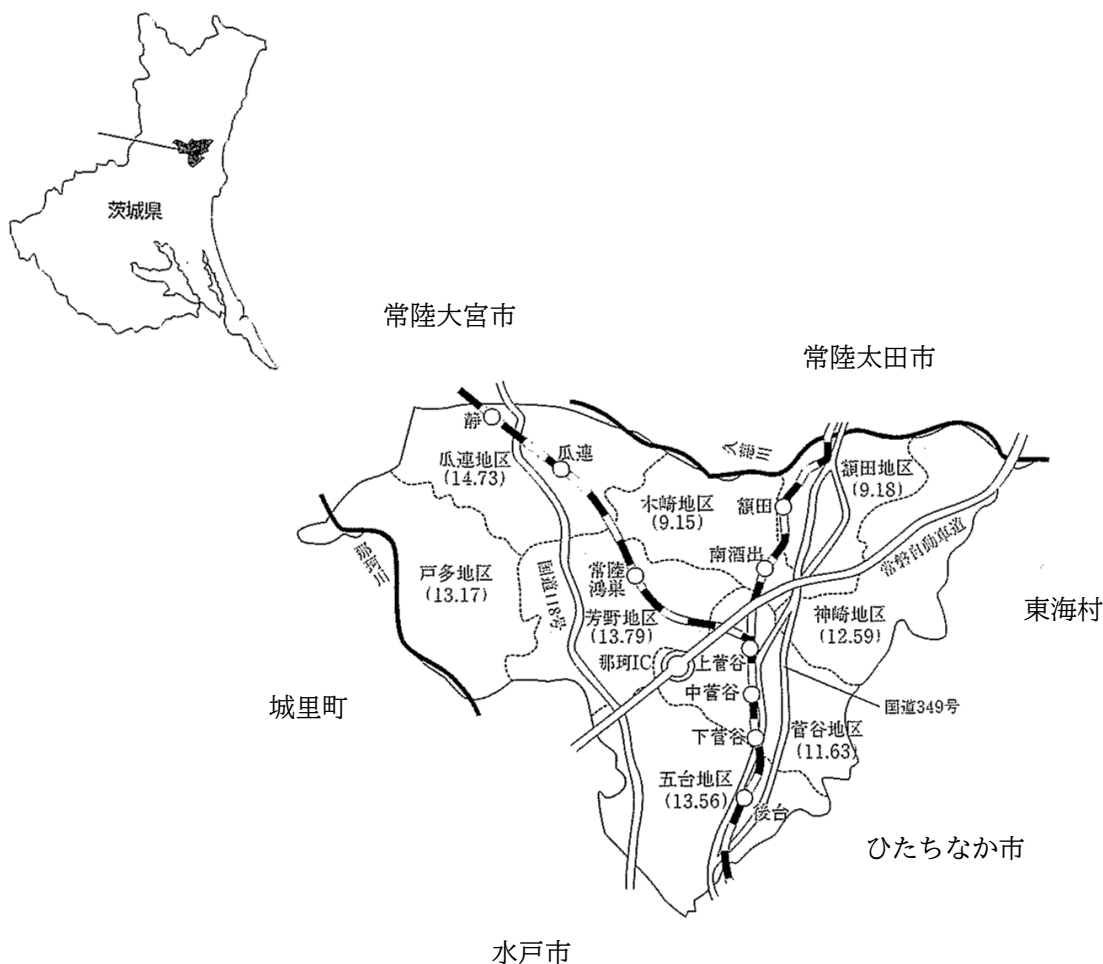 茨城県
常陸大宮市
常陸太田市
静
瓜連地区
(14.73)
瓜連
久慈川
額田地区
(9.18)
木崎地区
(9.15)
額田
那珂川
戸多地区
(13.17)
国道118号
常陸
鴻巣
南酒出
常磐自動車道
芳野地区
(13.79)
神崎地区
(12.59)
東海村
那珂IC
上菅谷
城里町
中菅谷
国道349号
下菅谷
菅谷地区
(11.63)
五台地区
(13.56)
後台
ひたちなか市
水戸市